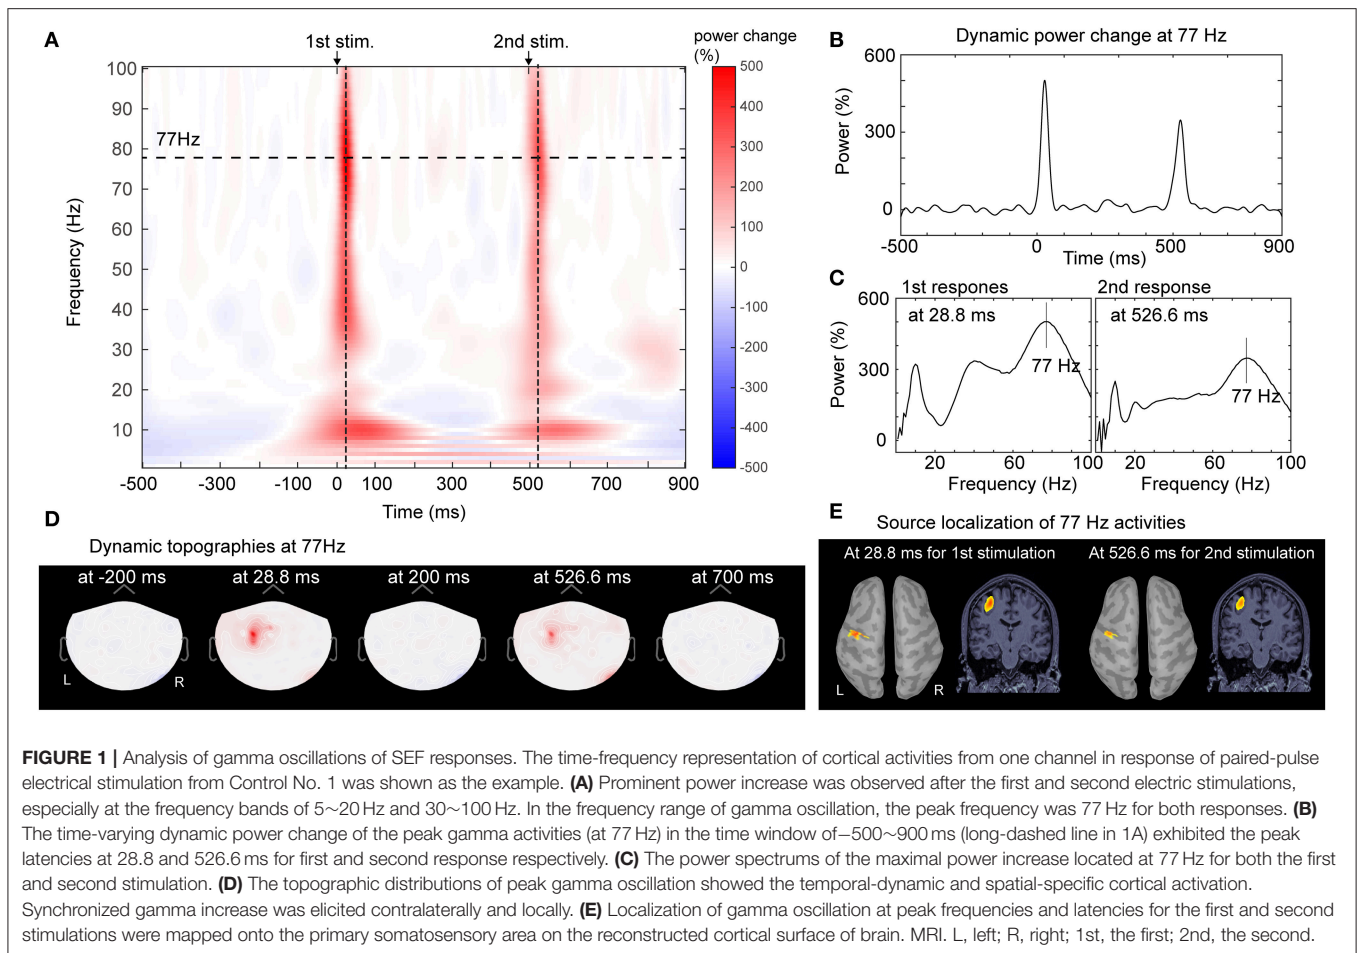 A
1st stim.
2nd stim.
power change
(%)
77Hz
100
90
80
70
60
50
40
30
20
10
Frequency (Hz)
-500
-300
-100
0
100
300
500
700
900
Time (ms)
500
400
300
200
100
0
-100
-200
-300
-400
-500
B
Dynamic power change at 77 Hz
600
300
0
Power (%)
-500
0
500
900
Time (ms)
C
1st respones
at 28.8 ms
77 Hz
600
300
0
Power (%)
20
60
100
Frequency (Hz)
2nd response
at 526.6 ms
77 Hz
0
20
60
100
Frequency (Hz)
D
Dynamic topographies at 77Hz
at -200 ms
at 28.8 ms
at 200 ms
at 526.6 ms
at 700 ms
L
R
E
Source localization of 77 Hz activities
At 28.8 ms for 1st stimulation
At 526.6 ms for 2nd stimulation
L
R
FIGURE 1 | Analysis of gamma oscillations of SEF responses. The time-frequency representation of cortical activities from one channel in response of paired-pulse
electrical stimulation from Control No. 1 was shown as the example. (A) Prominent power increase was observed after the first and second electric stimulations,
especially at the frequency bands of 5~20 Hz and 30~100 Hz. In the frequency range of gamma oscillation, the peak frequency was 77 Hz for both responses. (B)
The time-varying dynamic power change of the peak gamma activities (at 77 Hz) in the time window of−500~900 ms (long-dashed line in 1A) exhibited the peak
latencies at 28.8 and 526.6 ms for first and second response respectively. (C) The power spectrums of the maximal power increase located at 77 Hz for both the first
and second stimulation. (D) The topographic distributions of peak gamma oscillation showed the temporal-dynamic and spatial-specific cortical activation.
Synchronized gamma increase was elicited contralaterally and locally. (E) Localization of gamma oscillation at peak frequencies and latencies for the first and second
stimulations were mapped onto the primary somatosensory area on the reconstructed cortical surface of brain. MRI. L, left; R, right; 1st, the first; 2nd, the second.